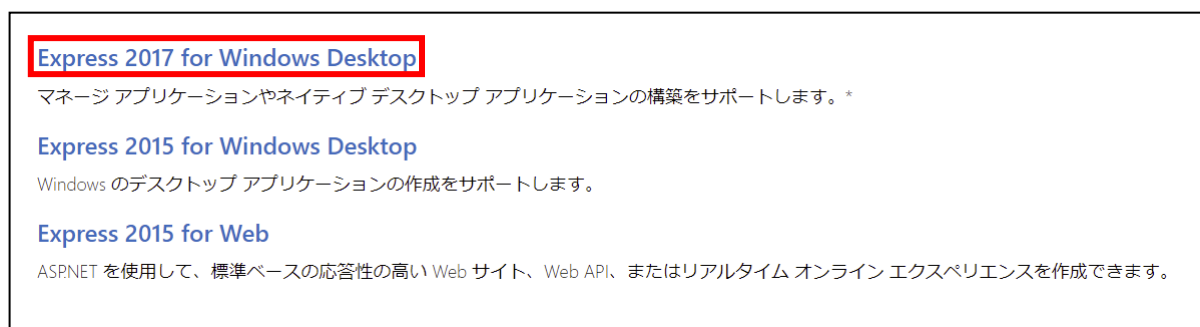 Express 2017 for Windows Desktop
マネージ アプリケーションやネイティブ デスクトップ アプリケーションの構築をサポートします。*
Express 2015 for Windows Desktop
Windows のデスクトップ アプリケーションの作成をサポートします。
Express 2015 for Web
ASP.NET を使用して、標準ベースの応答性の高い Web サイト、Web API、またはリアルタイム オンライン エクスペリエンスを作成できます。